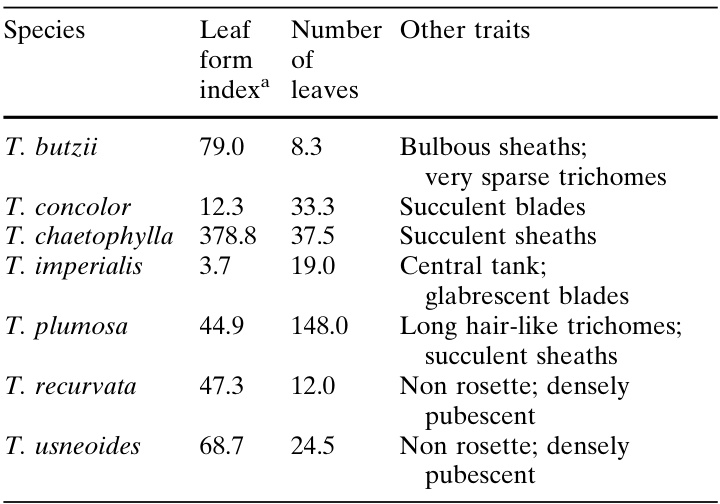 Species Leaf Number Other traits
form of
indexa leaves
T. butzii 79.0 8.3 Bulbous sheaths;
very sparse trichomes
T. concolor 12.3 33.3 Succulent blades
T. chaetophylla 378.8 37.5 Succulent sheaths
T. imperialis 3.7 19.0 Central tank;
glabrescent blades
T. plumosa 44.9 148.0 Long hair-like trichomes;
succulent sheaths
T. recurvata 47.3 12.0 Non rosette; densely
pubescent
T. usneoides 68.7 24.5 Non rosette; densely
pubescent